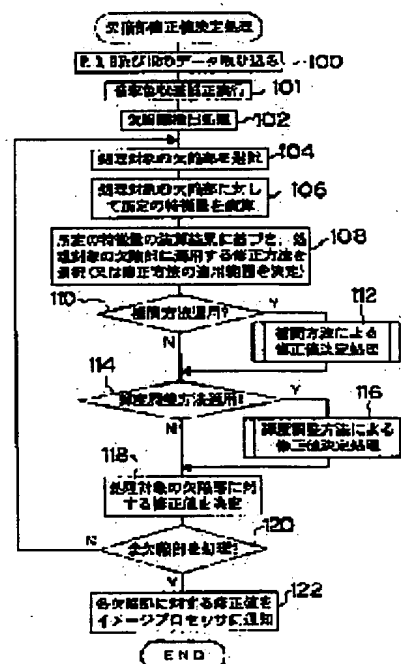 欠陥部修正値決定処理
R,G,B及びIRのデータ取り込み
100
101
欠陥部検出処理
102
処理対象の欠陥部を選択
104
処理対象の欠陥部に対し
て所定の特徴量を演算
106
所定の特徴量の演算結果に基づき、処
理対象の欠陥部に適用する修正方法を
選択(又は修正方法の適用範囲を決定)
108
110
補間方法適用?
Y
N
112
補間方法による
修正値決定処理
114
輝度調整方法適用?
Y
N
116
輝度調整方法による
修正値決定処理
118
処理対象の欠陥部に対
する修正値を決定
120
全欠陥部を処理?
N
Y
各欠陥部に対する修正値を
イメージプロセッサに通知
122
END